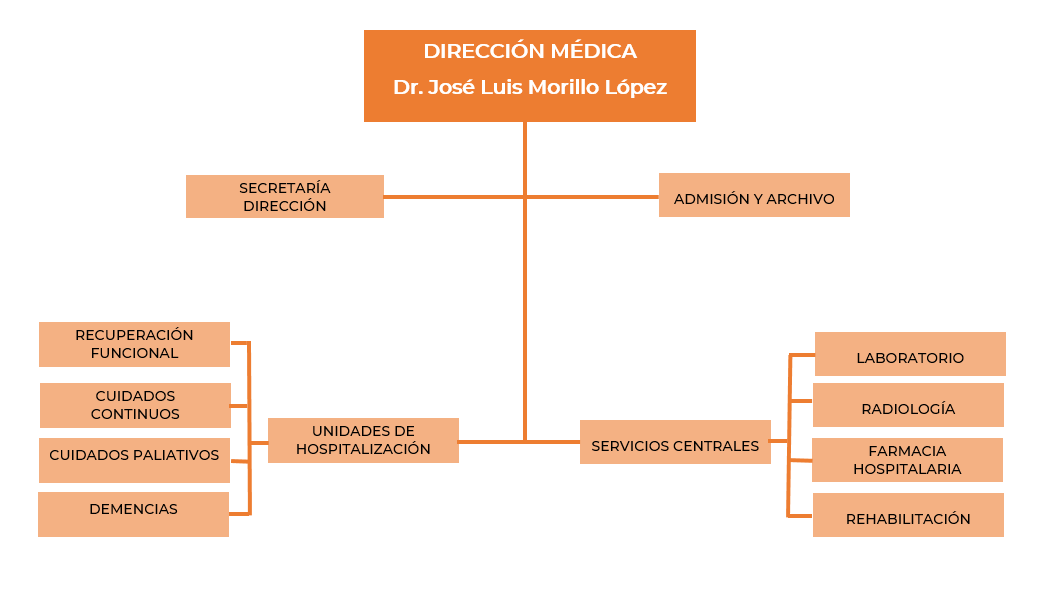 DIRECCIÓN MÉDICA
Dr. José Luis Morillo López
SECRETARÍA
DIRECCIÓN
ADMISIÓN Y ARCHIVO
RECUPERACIÓN
FUNCIONAL
CUIDADOS
CONTINUOS
CUIDADOS PALIATIVOS
DEMENCIAS
UNIDADES DE
HOSPITALIZACIÓN
SERVICIOS CENTRALES
LABORATORIO
RADIOLOGÍA
FARMACIA
HOSPITALARIA
REHABILITACIÓN